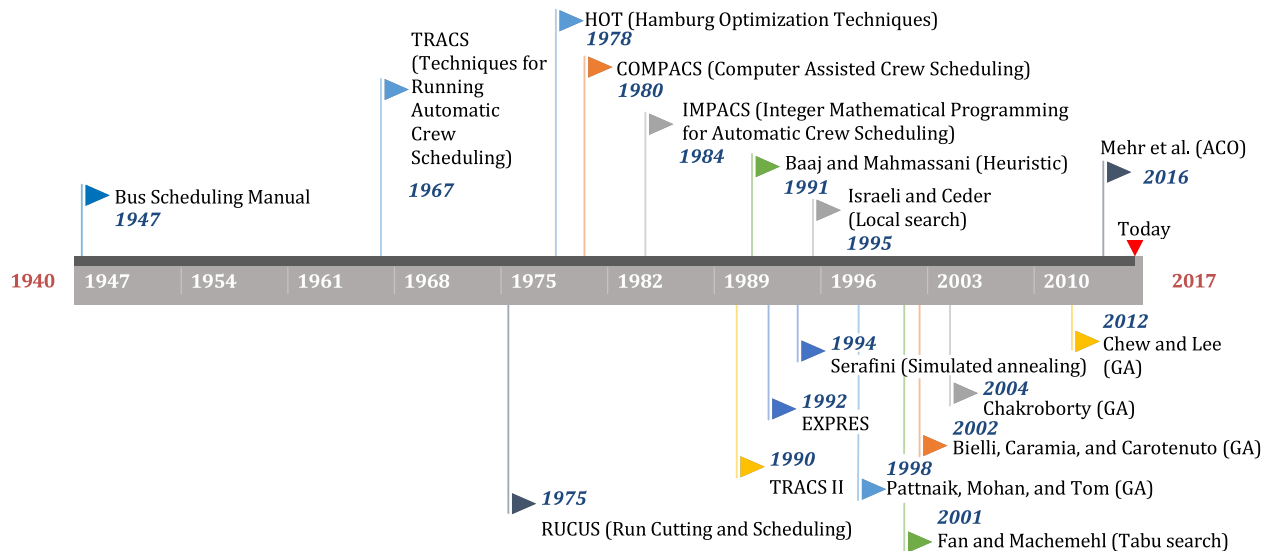 HOT (Hamburg Optimization Techniques)
1978
TRACS
(Techniques for
Running
Automatic
Crew
Scheduling)
1967
COMPACS (Computer Assisted Crew Scheduling)
1980
IMPACS (Integer Mathematical Programming
for Automatic Crew Scheduling)
1984
Baaj and Mahmassani (Heuristic)
1991
Mehr et al. (ACO)
2016
Bus Scheduling Manual
1947
Israeli and Ceder
(Local search)
1995
Today
1940 1947 1954 1961 1968 1975 1982 1989 1996 2003 2010 2017
2012
Chew and Lee
(GA)
1994
Serafini (Simulated annealing)
2004
Chakroborty (GA)
1992
EXPRES
2002
Bielli, Caramia, and Carotenuto (GA)
1990
TRACS II
1998
Pattnaik, Mohan, and Tom (GA)
1975
RUCUS (Run Cutting and Scheduling)
2001
Fan and Machemehl (Tabu search)